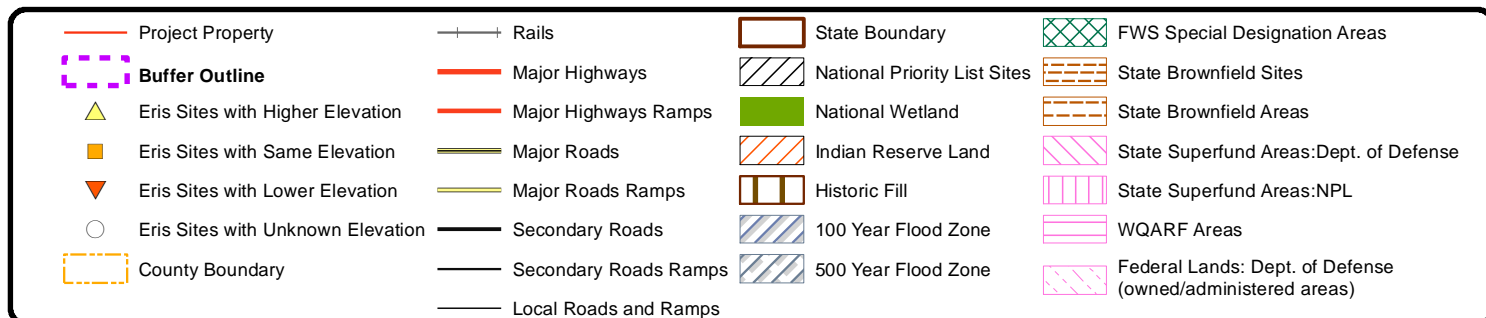 Project Property
Buffer Outline
Eris Sites with Higher Elevation
Eris Sites with Same Elevation
Eris Sites with Lower Elevation
Eris Sites with Unknown Elevation
County Boundary
Rails
Major Highways
Major Highways Ramps
Major Roads
Major Roads Ramps
Secondary Roads
Secondary Roads Ramps
Local Roads and Ramps
State Boundary
National Priority List Sites
National Wetland
Indian Reserve Land
Historic Fill
100 Year Flood Zone
500 Year Flood Zone
FWS Special Designation Areas
State Brownfield Sites
State Brownfield Areas
State Superfund Areas:Dept. of Defense
State Superfund Areas:NPL
WQARF Areas
Federal Lands: Dept. of Defense
(owned/administered areas)